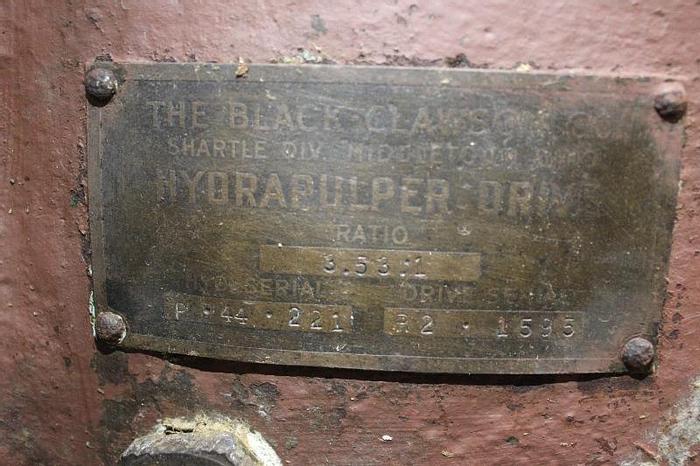 THE BLACK-CLAWSON CO.
SHARTLE DIV. MIDDLETOWN OHIO
HYDRAPULPER DRIVE
RATIO
3.53:1
HYD. SERIAL DRIVE SERIAL
P·44·221 R2·1595